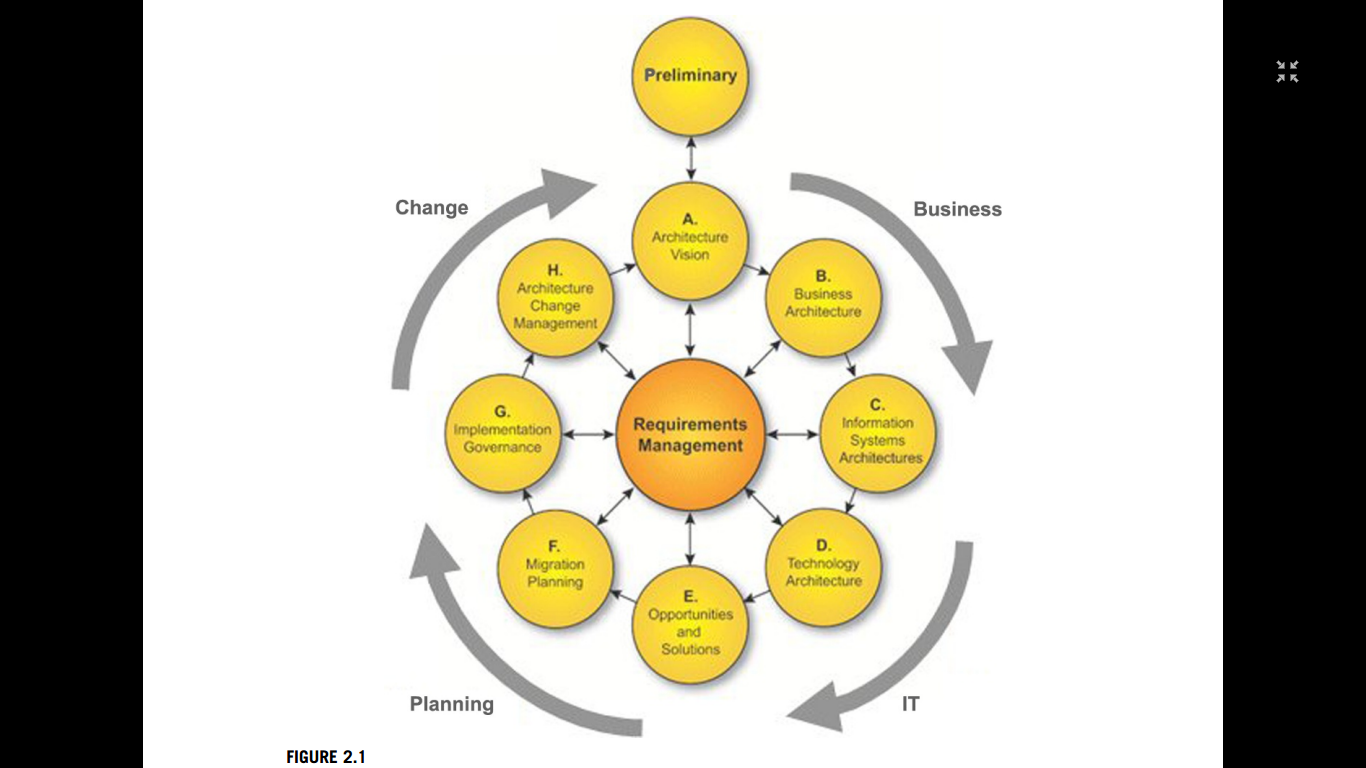 Preliminary
Change
Business
A.
Architecture
Vision
H.
Architecture
Change
Management
B.
Business
Architecture
G.
Implementation
Governance
Requirements
Management
C.
Information
Systems
Architectures
F.
Migration
Planning
D.
Technology
Architecture
E.
Opportunities
and
Solutions
Planning
IT
FIGURE 2.1